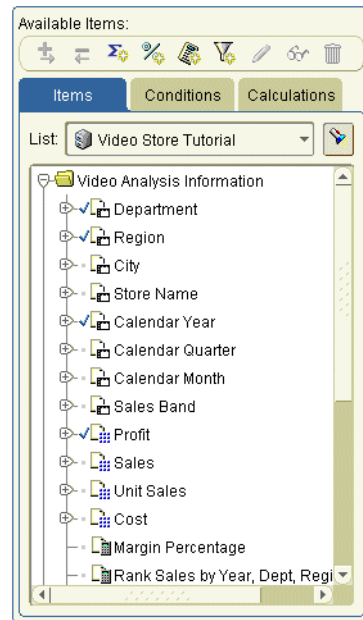 Available Items:
Items Conditions Calculations
List: Video Store Tutorial
Video Analysis Information
Department
Region
City
Store Name
Calendar Year
Calendar Quarter
Calendar Month
Sales Band
Profit
Sales
Unit Sales
Cost
Margin Percentage
Rank Sales by Year, Dept, Regi